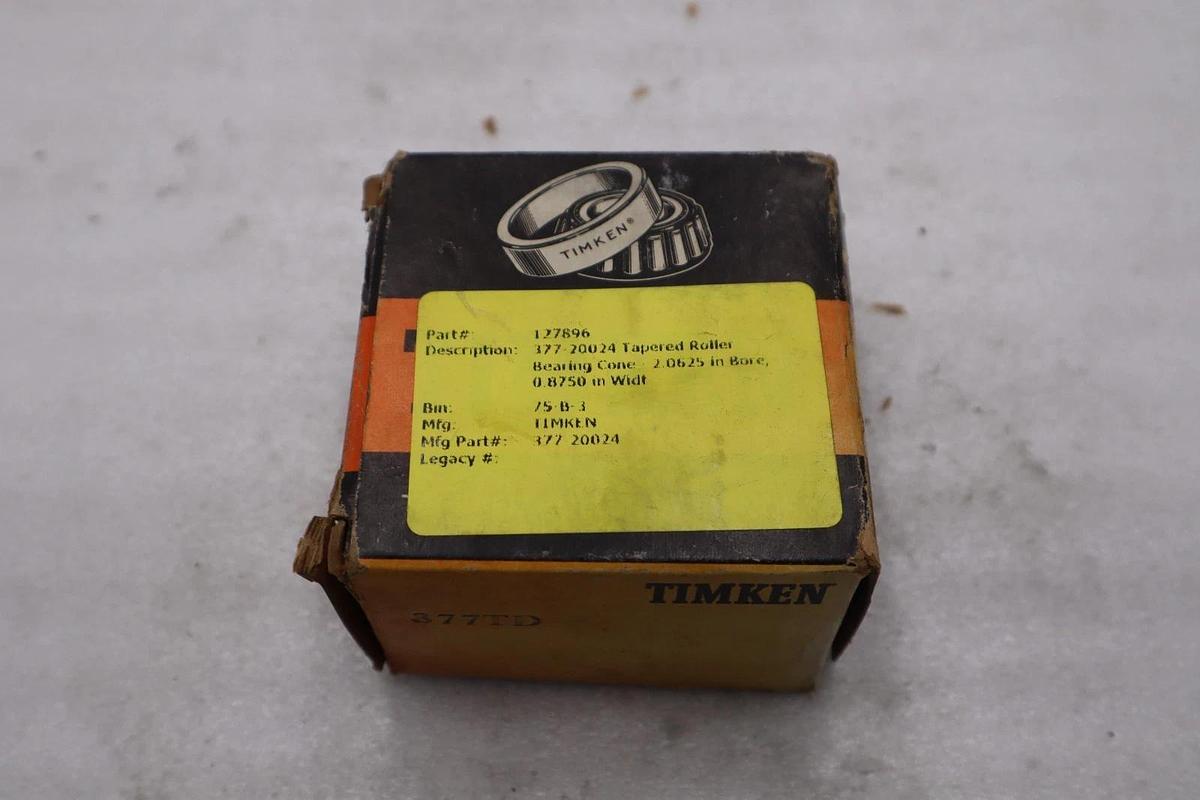 TIMKEN®
Part#: 127896
Description: 377-20024 Tapered Roller
Bearing Cone - 2.0625 in Bore,
0.8750 in Widt
Bin: 75-B-3
Mfg: TIMKEN
Mfg Part#: 377-20024
Legacy #:
TIMKEN
377TD